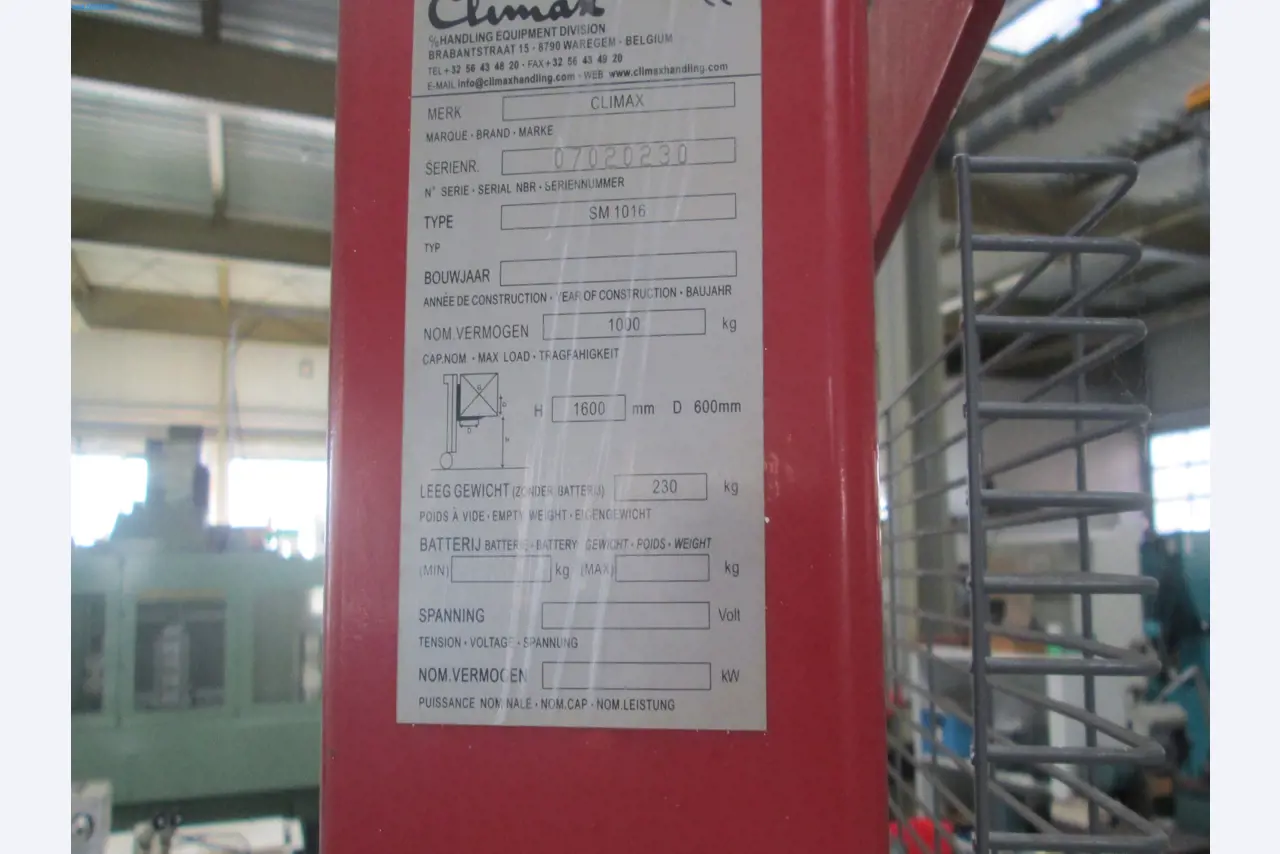 Climax
% HANDLING EQUIPMENT DIVISION
BRABANTSTRAAT 15 - 8790 WAREGEM - BELGIUM
TEL +32 56 43 48 20 - FAX +32 56 43 49 20
E-MAIL info@climaxhandling.com - WEB www.climaxhandling.com
MERK CLIMAX
MARQUE - BRAND - MARKE
SERIENR. 07020230
N° SERIE - SERIAL NBR - SERIENNUMMER
TYPE SM 1016
TYP
BOUWJAAR
ANNÉE DE CONSTRUCTION - YEAR OF CONSTRUCTION - BAUJAHR
NOM.VERMOGEN 1000 kg
CAP.NOM - MAX LOAD - TRAGFAHIGKEIT
H 1600 mm D 600mm
LEEG GEWICHT (ZONDER BATTERIJ) 230 kg
POIDS À VIDE - EMPTY WEIGHT - EIGENGEWICHT
BATTERIJ BATTERIE - BATTERY GEWICHT - POIDS - WEIGHT
(MIN) kg (MAX) kg
SPANNING Volt
TENSION - VOLTAGE - SPANNUNG
NOM.VERMOGEN kW
PUISSANCE NOMINALE - NOM.CAP - NOM.LEISTUNG